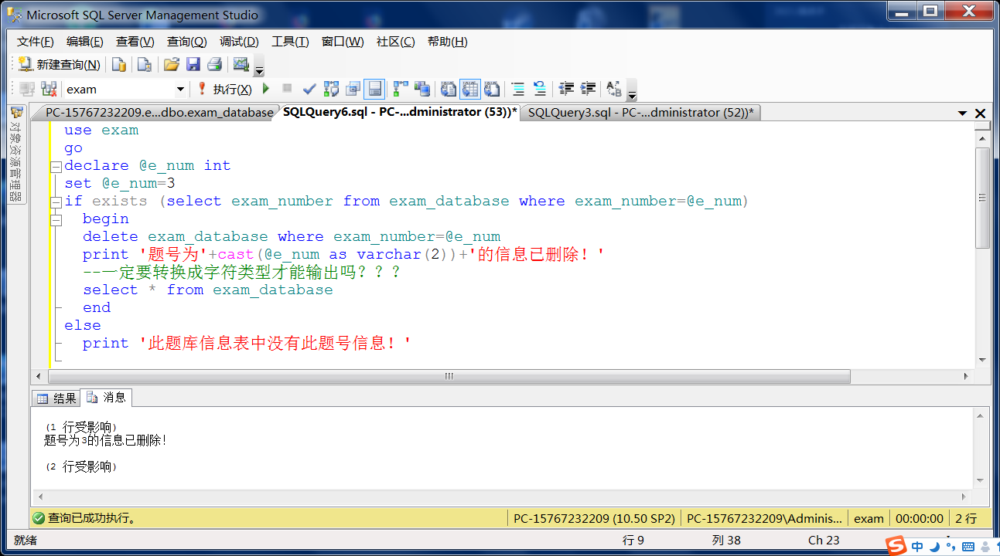 Microsoft SQL Server Management Studio
文件(F) 编辑(E) 查看(V) 查询(Q) 调试(D) 工具(T) 窗口(W) 社区(C) 帮助(H)
新建查询(N)
exam 执行(X)
PC-15767232209.e...dbo.exam_database SQLQuery6.sql - PC-...dministrator (53))* SQLQuery3.sql - PC-...dministrator (52))*
对象资源管理器
use exam
go
declare @e_num int
set @e_num=3
if exists (select exam_number from exam_database where exam_number=@e_num)
begin
delete exam_database where exam_number=@e_num
print '题号为'+cast(@e_num as varchar(2))+'的信息已删除！'
--一定要转换成字符类型才能输出吗？？？
select * from exam_database
end
else
print '此题库信息表中没有此题号信息！'
结果 消息
(1 行受影响)
题号为3的信息已删除！
(2 行受影响)
查询已成功执行。 PC-15767232209 (10.50 SP2) PC-15767232209\Adminis... exam 00:00:00 2 行
就绪 行 9 列 38 Ch 23
S 中